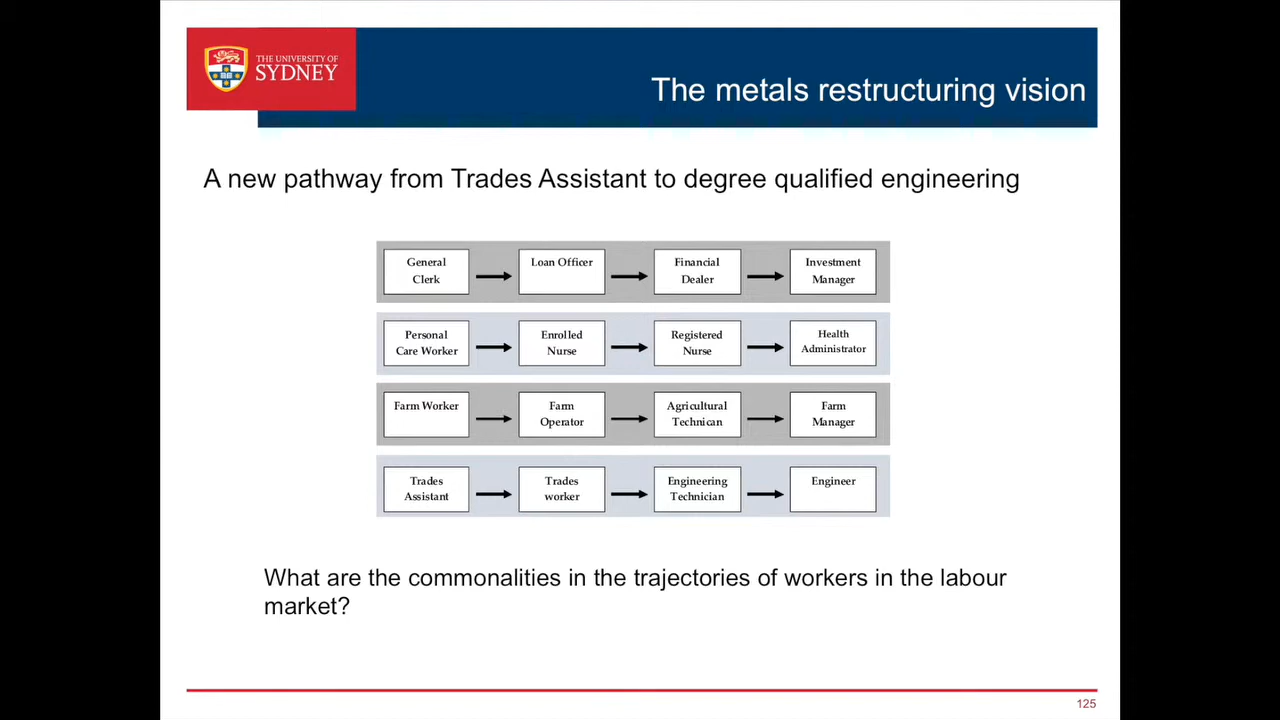 THE UNIVERSITY OF
SYDNEY
The metals restructuring vision
A new pathway from Trades Assistant to degree qualified engineering
General
Clerk
Loan Officer
Financial
Dealer
Investment
Manager
Personal
Care Worker
Enrolled
Nurse
Registered
Nurse
Health
Administrator
Farm Worker
Farm
Operator
Agricultural
Technican
Farm
Manager
Trades
Assistant
Trades
worker
Engineering
Technician
Engineer
What are the commonalities in the trajectories of workers in the labour
market?
125